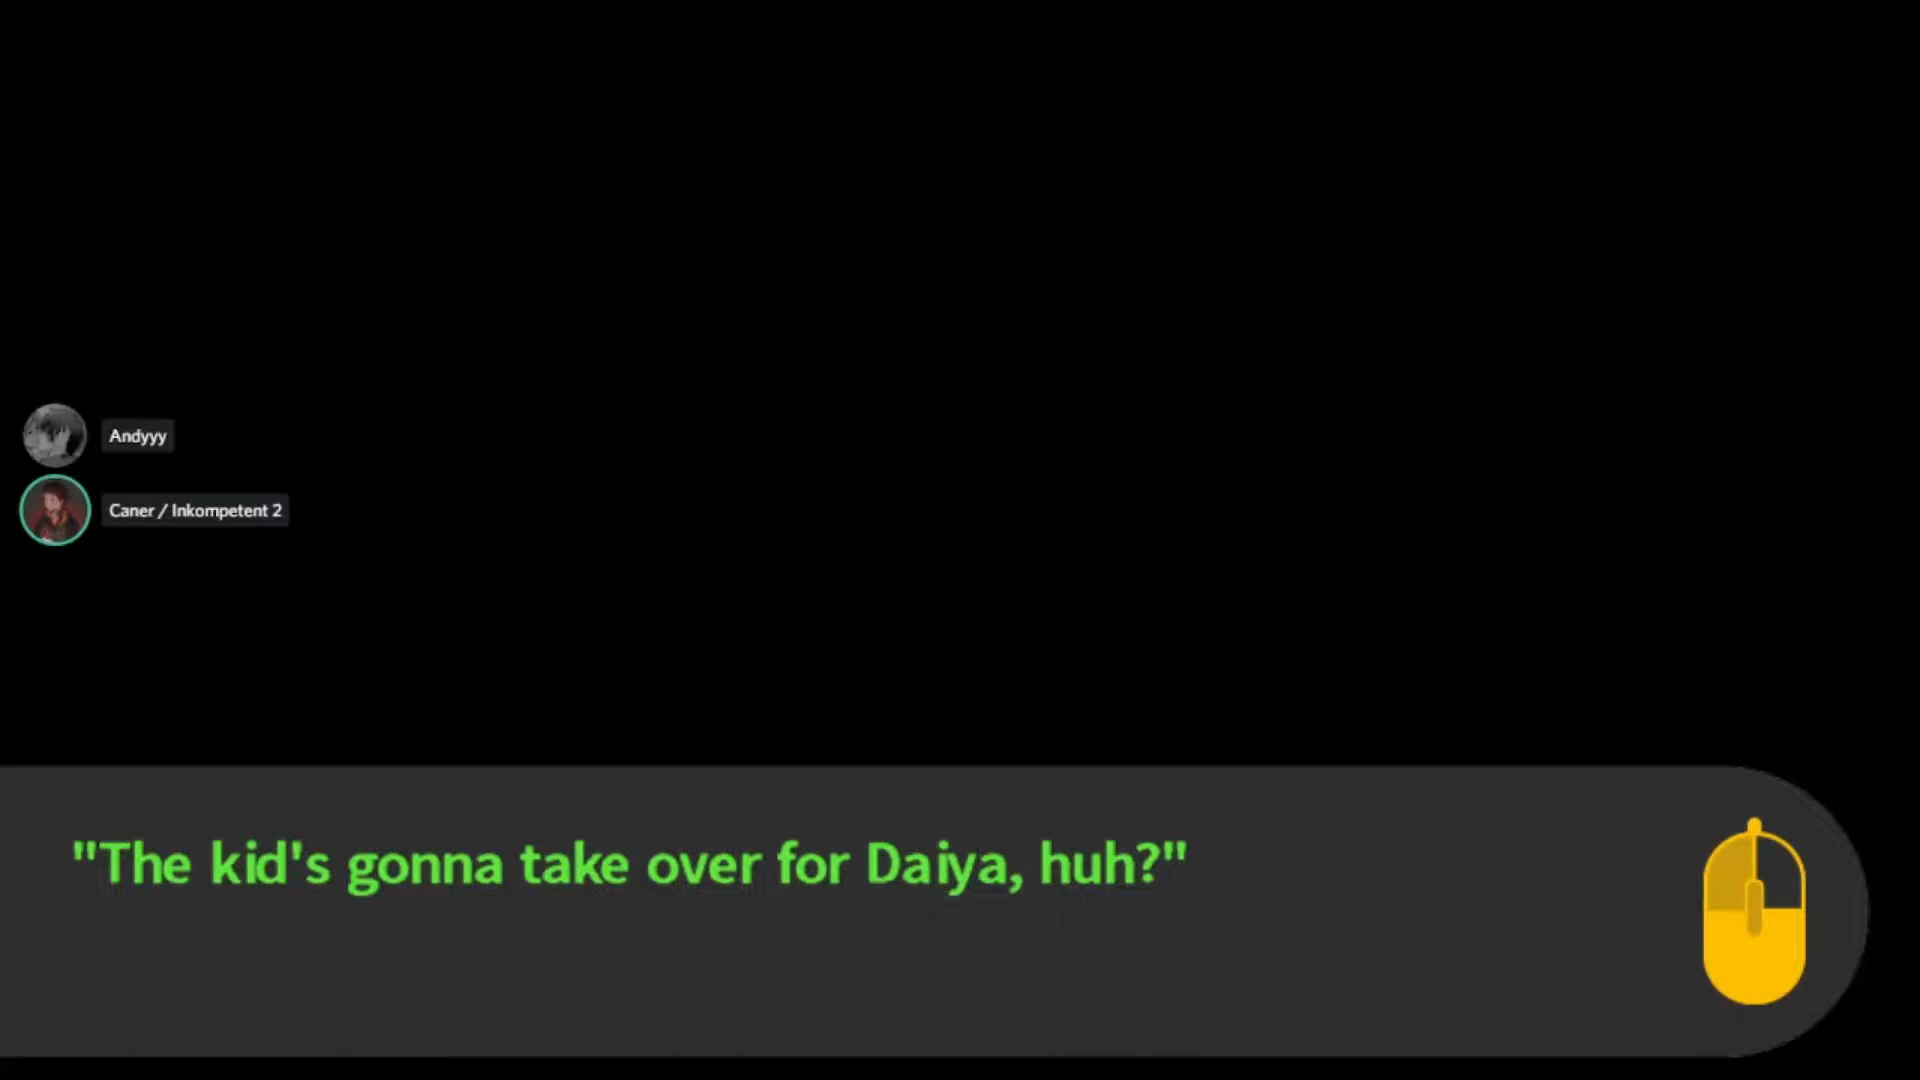 Andyyy
Caner / Inkompetent 2
"The kid's gonna take over for Daiya, huh?"